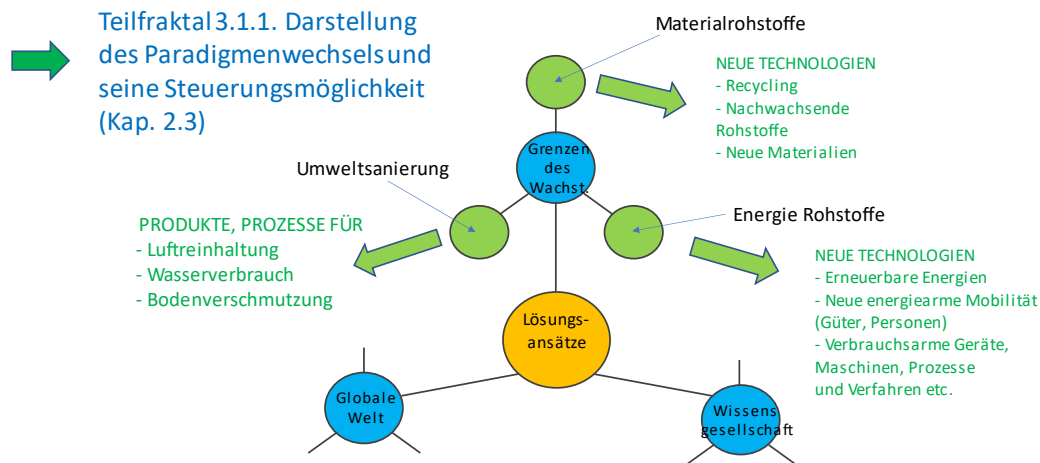 Teilfraktal 3.1.1. Darstellung
des Paradigmenwechsels und
seine Steuerungsmöglichkeit
(Kap. 2.3)
Materialrohstoffe
NEUE TECHNOLOGIEN
- Recycling
- Nachwachsende
Rohstoffe
- Neue Materialien
Grenzen
des
Wachst.
Umweltsanierung
Energie Rohstoffe
PRODUKTE, PROZESSE FÜR
- Luftreinhaltung
- Wasserverbrauch
- Bodenverschmutzung
NEUE TECHNOLOGIEN
- Erneuerbare Energien
- Neue energiearme Mobilität
(Güter, Personen)
- Verbrauchsarme Geräte,
Maschinen, Prozesse
und Verfahren etc.
Lösungs-
ansätze
Globale
Welt
Wissens
gesellschaft